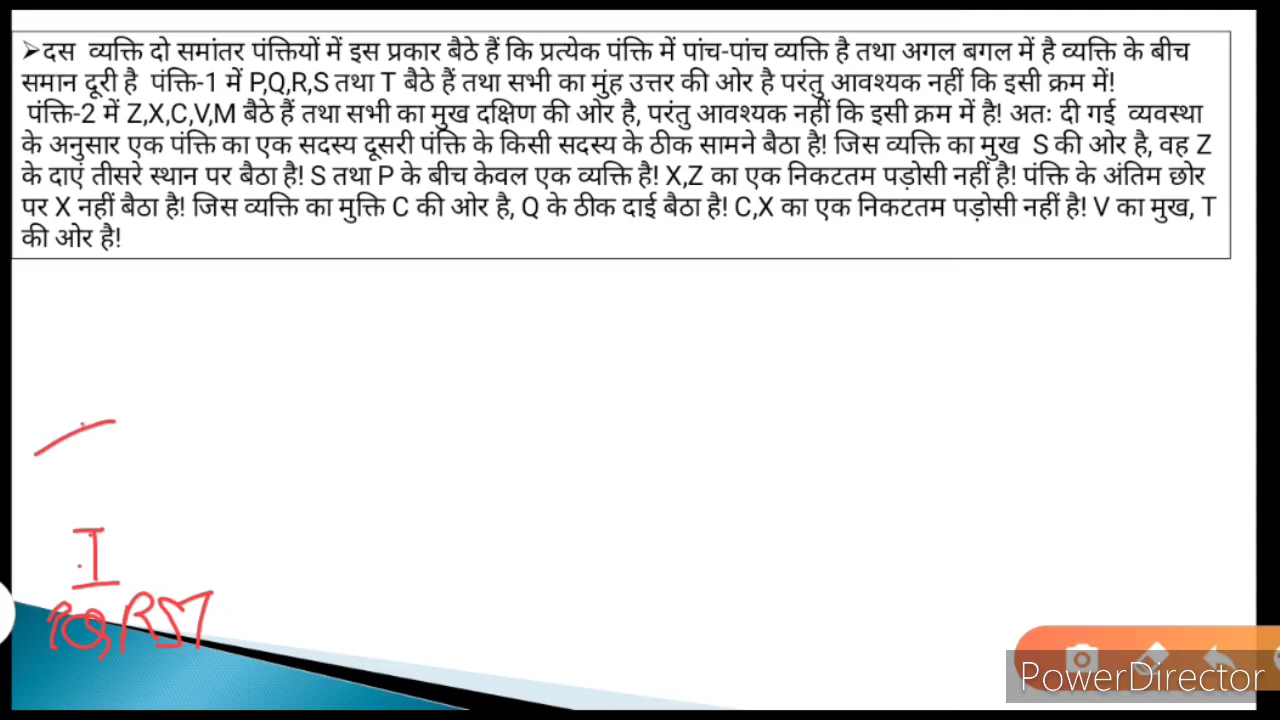 ➢दस व्यक्ति दो समांतर पंक्तियों में इस प्रकार बैठे हैं कि प्रत्येक पंक्ति में पांच-पांच व्यक्ति है तथा अगल बगल में है व्यक्ति के बीच
समान दूरी है पंक्ति-1 में P,Q,R,S तथा T बैठे हैं तथा सभी का मुंह उत्तर की ओर है परंतु आवश्यक नहीं कि इसी क्रम में!
पंक्ति-2 में Z,X,C,V,M बैठे हैं तथा सभी का मुख दक्षिण की ओर है, परंतु आवश्यक नहीं कि इसी क्रम में है! अतः दी गई व्यवस्था
के अनुसार एक पंक्ति का एक सदस्य दूसरी पंक्ति के किसी सदस्य के ठीक सामने बैठा है! जिस व्यक्ति का मुख S की ओर है, वह Z
के दाएं तीसरे स्थान पर बैठा है! S तथा P के बीच केवल एक व्यक्ति है! X,Z का एक निकटतम पड़ोसी नहीं है! पंक्ति के अंतिम छोर
पर X नहीं बैठा है! जिस व्यक्ति का मुक्ति C की ओर है, Q के ठीक दाई बैठा है! C,X का एक निकटतम पड़ोसी नहीं है! V का मुख, T
की ओर है!
I
PQRST
PowerDirector